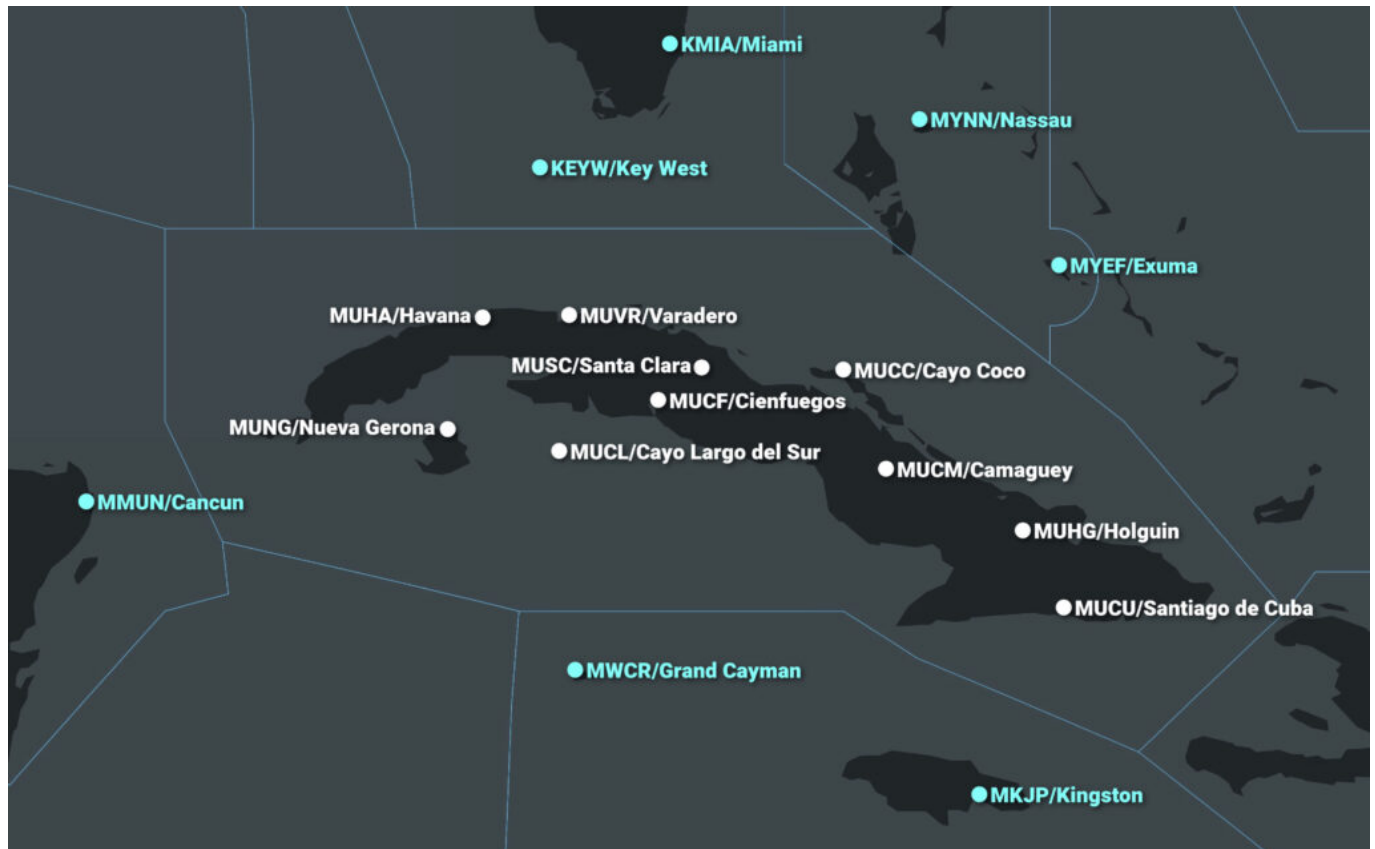 KMIA/Miami
MYNN/Nassau
KEYW/Key West
MYEF/Exuma
MUHA/Havana
MUVR/Varadero
MUSC/Santa Clara
MUCC/Cayo Coco
MUCF/Cienfuegos
MUNG/Nueva Gerona
MUCL/Cayo Largo del Sur
MUCM/Camaguey
MMUN/Cancun
MUHG/Holguin
MUCU/Santiago de Cuba
MWCR/Grand Cayman
MKJP/Kingston